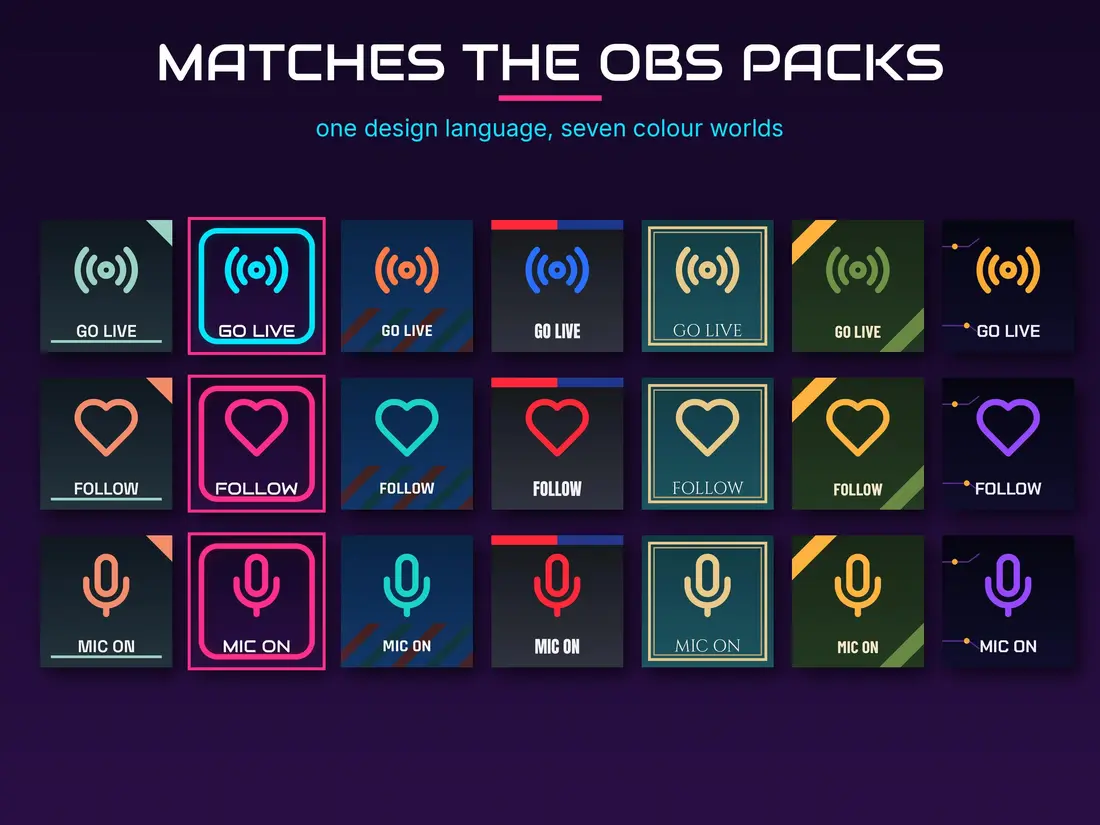 MATCHES THE OBS PACKS
one design language, seven colour worlds
GO LIVE GO LIVE GO LIVE GO LIVE GO LIVE GO LIVE GO LIVE
FOLLOW FOLLOW FOLLOW FOLLOW FOLLOW FOLLOW FOLLOW
MIC ON MIC ON MIC ON MIC ON MIC ON MIC ON MIC ON